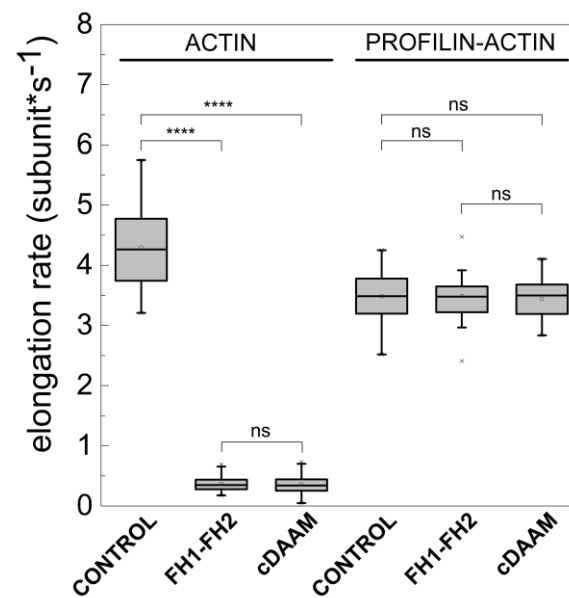 ACTIN
PROFILIN-ACTIN
elongation rate (subunit*s⁻¹)
8
7
6
5
4
3
2
1
0
****
****
ns
ns
ns
ns
CONTROL
FH1-FH2
cDAAM
CONTROL
FH1-FH2
cDAAM